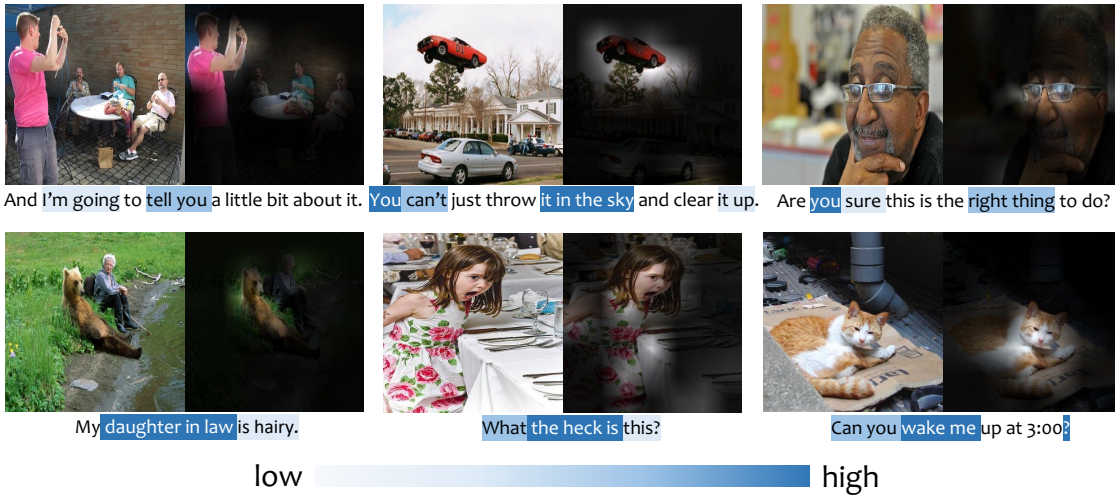 And I'm going to tell you a little bit about it.
You can't just throw it in the sky and clear it up.
Are you sure this is the right thing to do?
My daughter in law is hairy.
What the heck is this?
Can you wake me up at 3:00?
low high